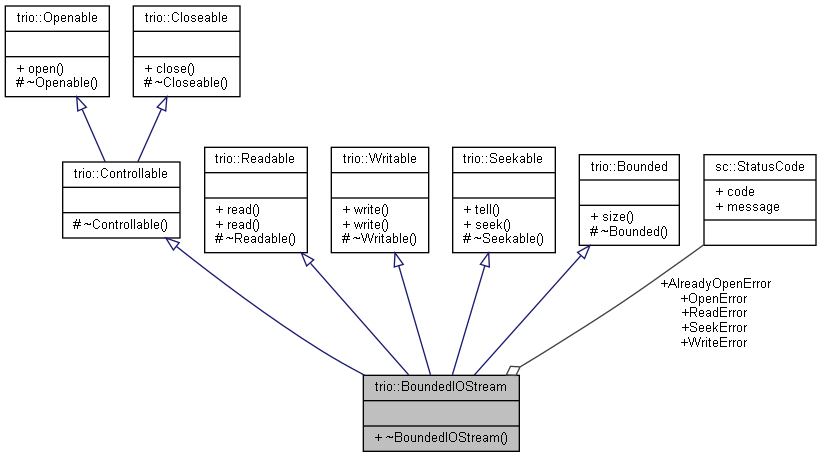 trio::Openable
+ open()
# ~Openable()
trio::Closeable
+ close()
# ~Closeable()
trio::Controllable
# ~Controllable()
trio::Readable
+ read()
+ read()
# ~Readable()
trio::Writable
+ write()
+ write()
# ~Writable()
trio::Seekable
+ tell()
+ seek()
# ~Seekable()
trio::Bounded
+ size()
# ~Bounded()
sc::StatusCode
+ code
+ message
+AlreadyOpenError
+OpenError
+ReadError
+SeekError
+WriteError
trio::BoundedIOStream
+ ~BoundedIOStream()